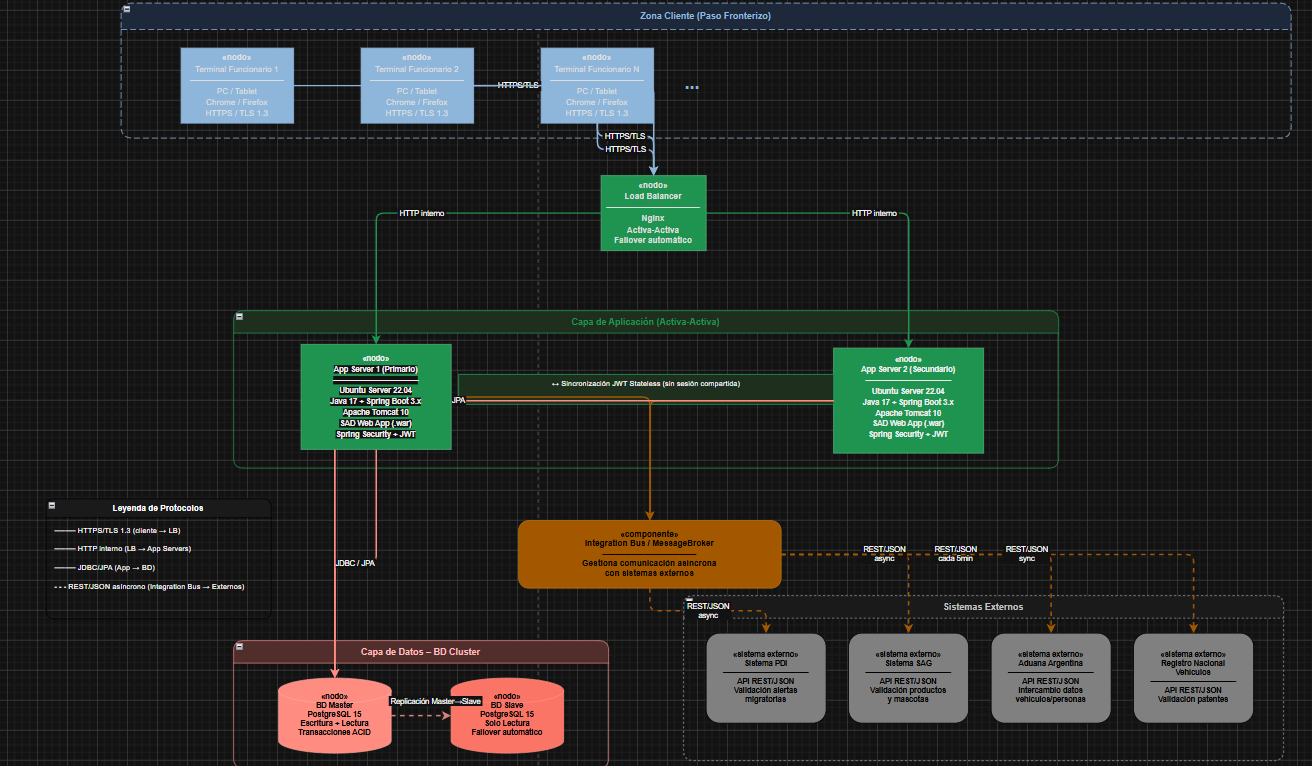 Zona Cliente (Paso Fronterizo)
«nodo»
Terminal Funcionario 1
PC / Tablet
Chrome / Firefox
HTTPS / TLS 1.3
«nodo»
Terminal Funcionario 2
PC / Tablet
Chrome / Firefox
HTTPS / TLS 1.3
HTTPS/TLS
«nodo»
Terminal Funcionario N
PC / Tablet
Chrome / Firefox
HTTPS / TLS 1.3
...
HTTPS/TLS
HTTPS/TLS
«nodo»
Load Balancer
Nginx
Activa-Activa
Failover automático
HTTP interno
HTTP interno
Capa de Aplicación (Activa-Activa)
«nodo»
App Server 1 (Primario)
Ubuntu Server 22.04
Java 17 + Spring Boot 3.x
Apache Tomcat 10
SAD Web App (.war)
Spring Security + JWT
↔ Sincronización JWT Stateless (sin sesión compartida)
JPA
«nodo»
App Server 2 (Secundario)
Ubuntu Server 22.04
Java 17 + Spring Boot 3.x
Apache Tomcat 10
SAD Web App (.war)
Spring Security + JWT
Leyenda de Protocolos
HTTPS/TLS 1.3 (cliente → LB)
HTTP interno (LB → App Servers)
JDBC/JPA (App → BD)
REST/JSON asíncrono (Integration Bus → Externos)
JDBC / JPA
«componente»
Integration Bus / MessageBroker
Gestiona comunicación asíncrona
con sistemas externos
REST/JSON
async
REST/JSON
cada 5min
REST/JSON
sync
REST/JSON
async
Sistemas Externos
«sistema externo»
Sistema PDI
API REST/JSON
Validación alertas
migratorias
«sistema externo»
Sistema SAG
API REST/JSON
Validación productos
y mascotas
«sistema externo»
Aduana Argentina
API REST/JSON
Intercambio datos
vehículos/personas
«sistema externo»
Registro Nacional
Vehículos
API REST/JSON
Validación patentes
Capa de Datos – BD Cluster
«nodo»
BD Master
PostgreSQL 15
Escritura + Lectura
Transacciones ACID
Replicación Master→Slave
«nodo»
BD Slave
PostgreSQL 15
Solo Lectura
Failover automático